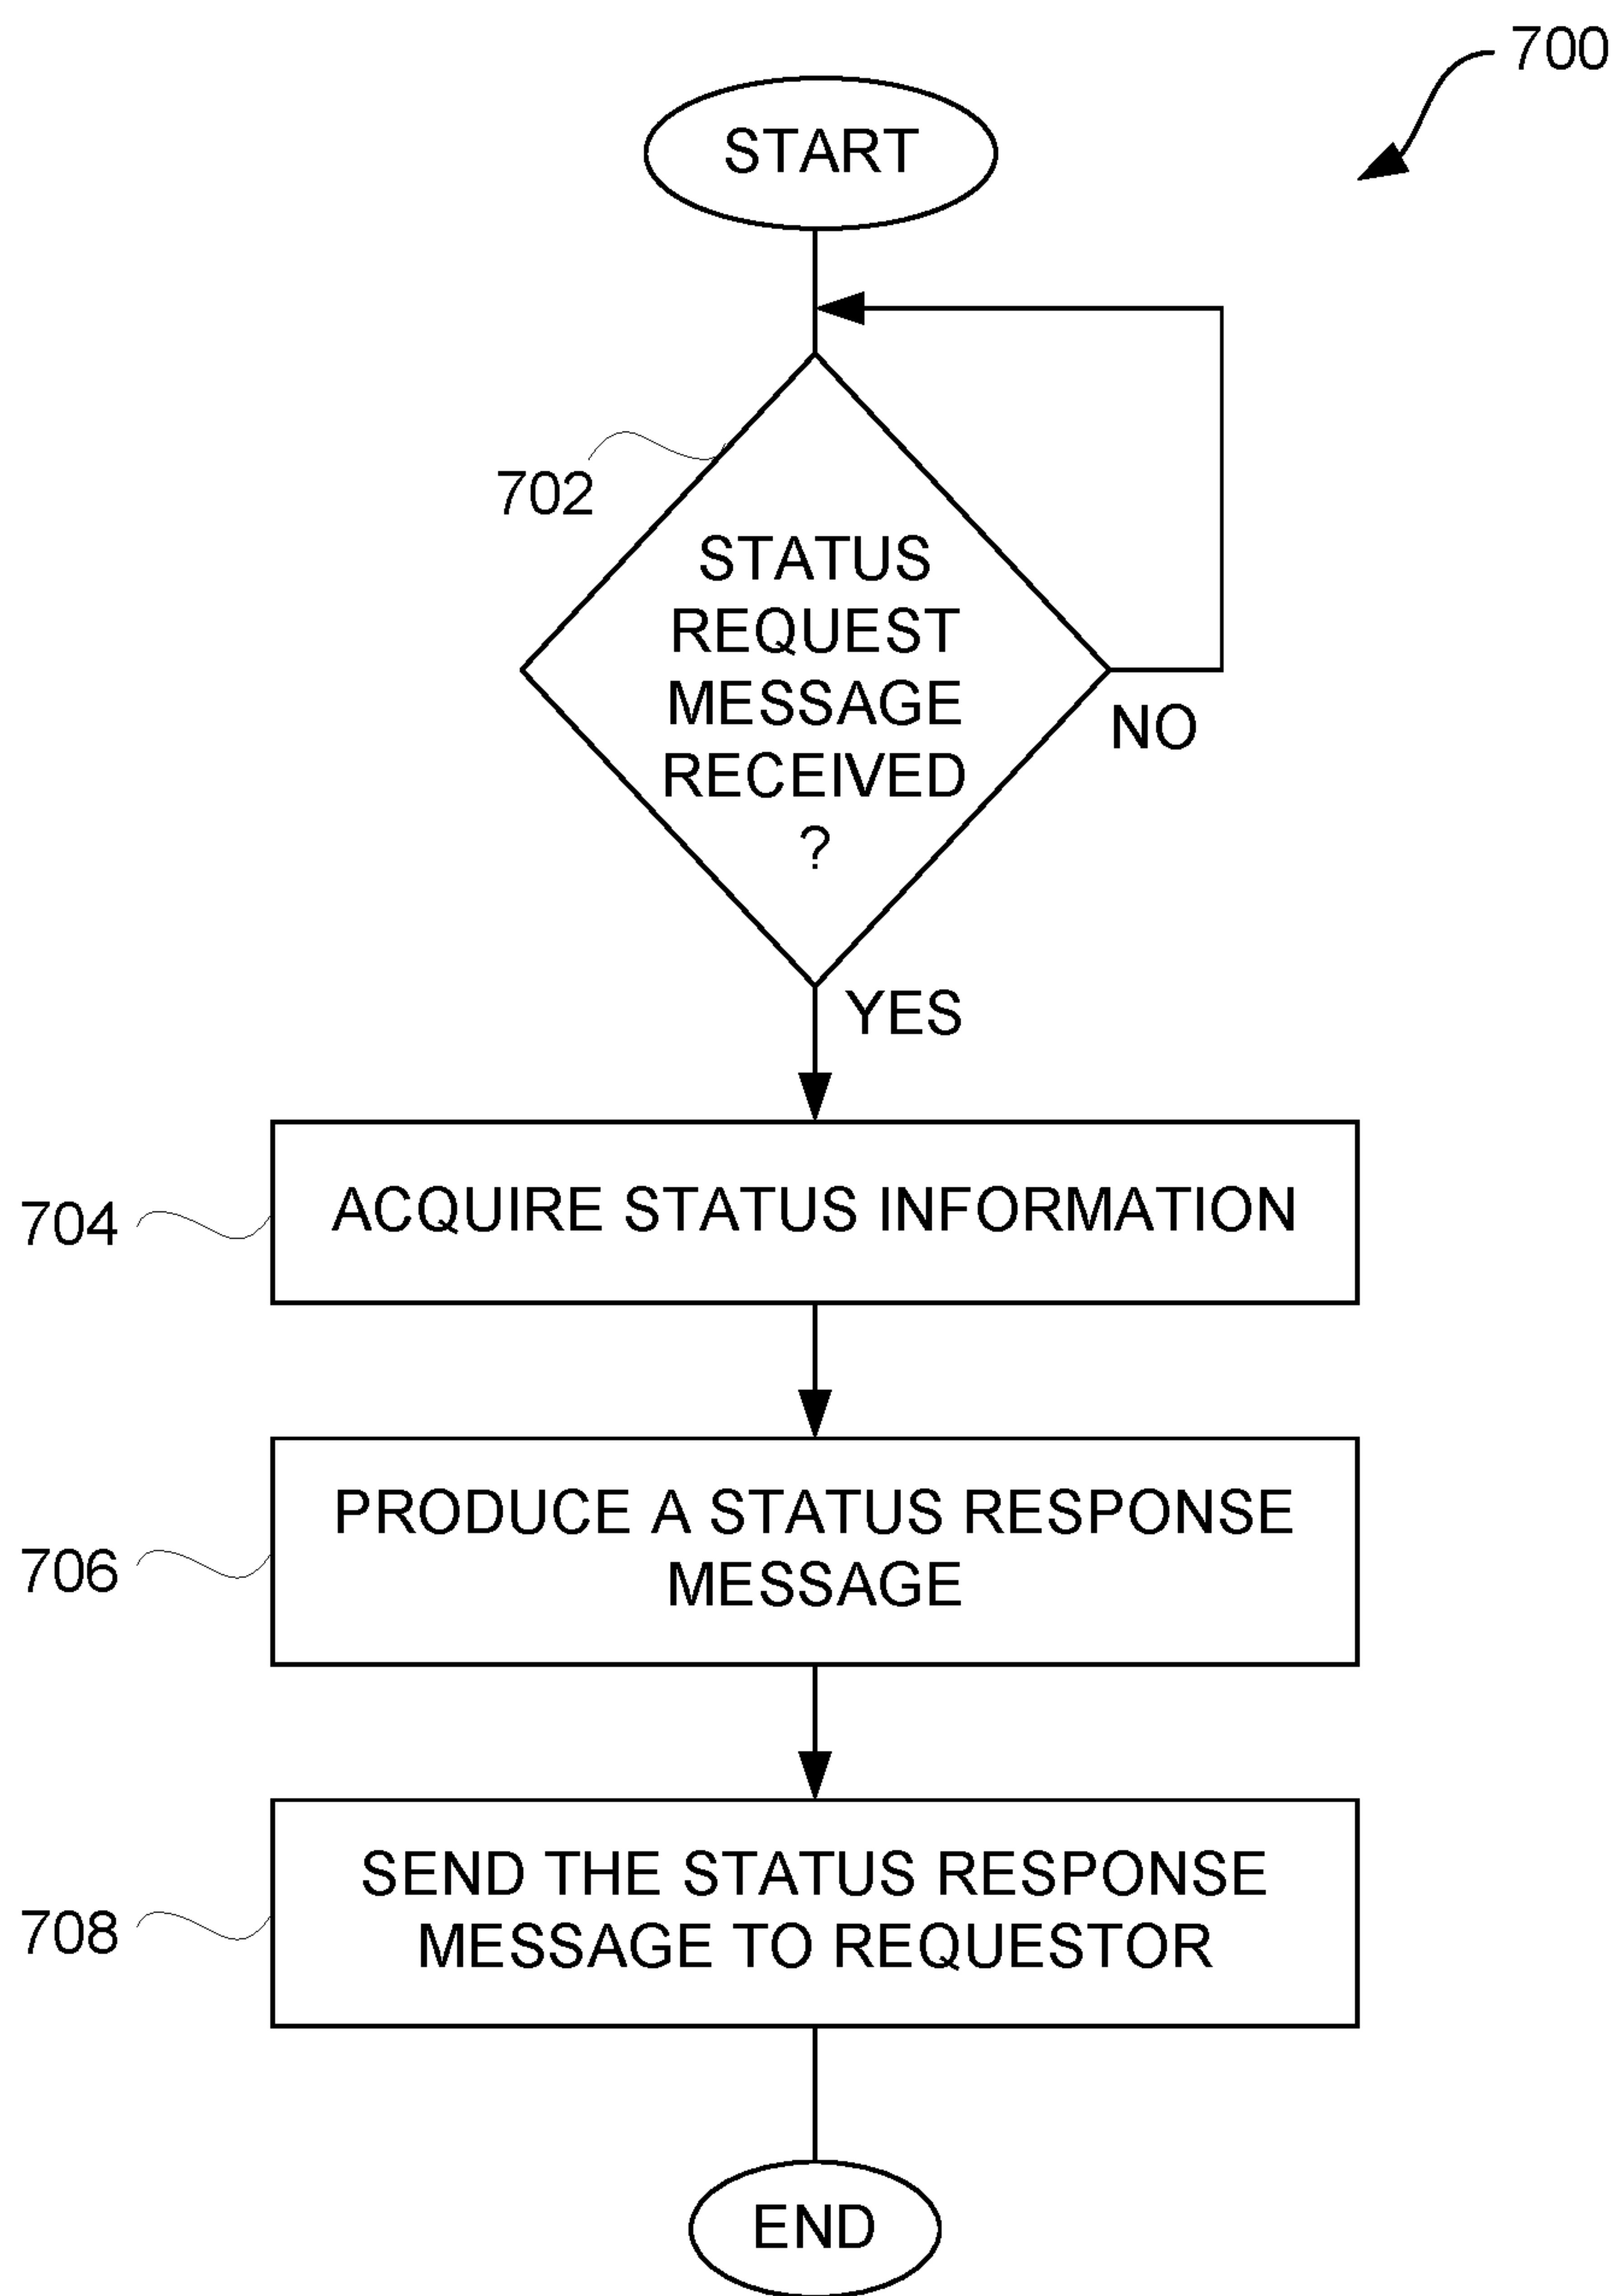 700
START
702
STATUS
REQUEST
MESSAGE
RECEIVED
?
NO
YES
704
ACQUIRE STATUS INFORMATION
706
PRODUCE A STATUS RESPONSE
MESSAGE
708
SEND THE STATUS RESPONSE
MESSAGE TO REQUESTOR
END